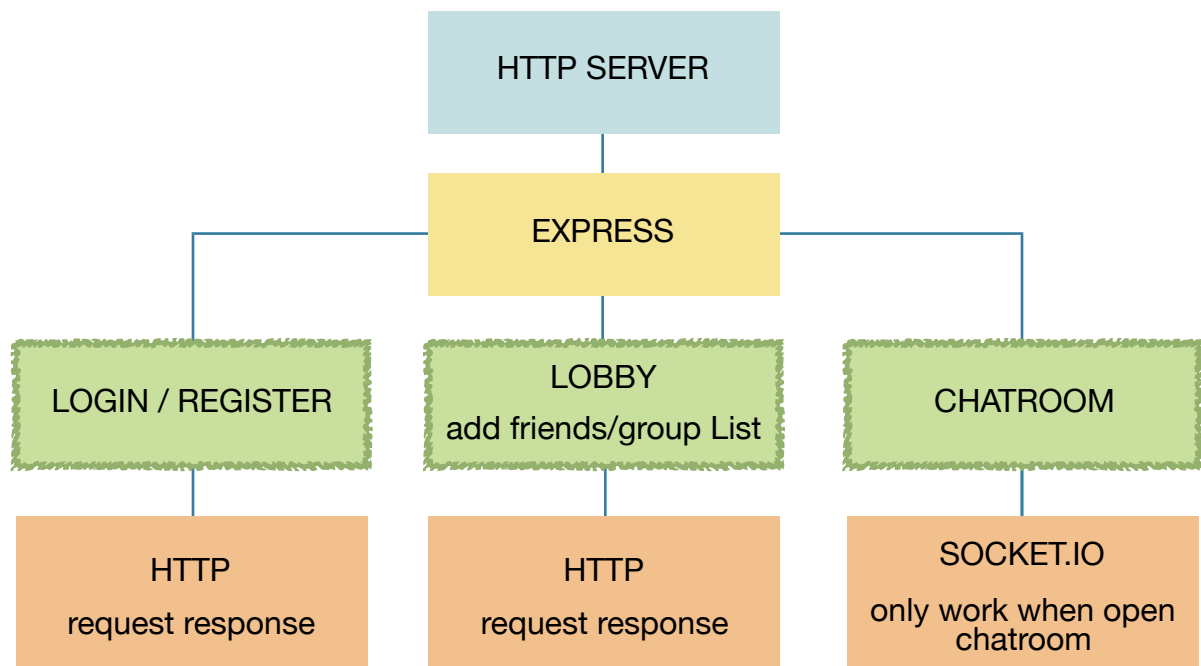 HTTP SERVER
EXPRESS
LOGIN / REGISTER
LOBBY
add friends/group List
CHATROOM
HTTP
request response
HTTP
request response
SOCKET.IO
only work when open
chatroom